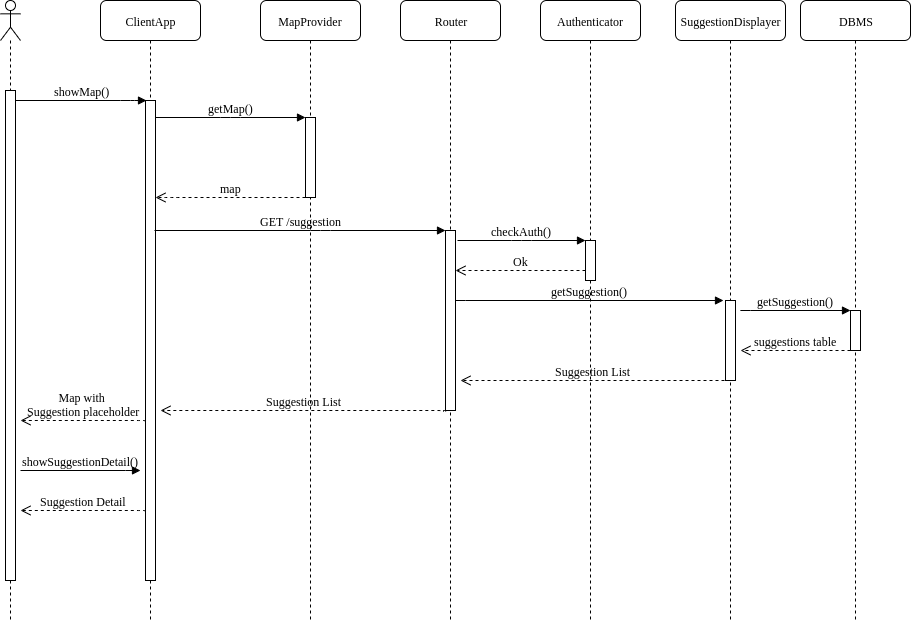 ClientApp
MapProvider
Router
Authenticator
SuggestionDisplayer
DBMS
showMap()
getMap()
map
GET /suggestion
checkAuth()
Ok
getSuggestion()
getSuggestion()
suggestions table
Suggestion List
Suggestion List
Map with
Suggestion placeholder
showSuggestionDetail()
Suggestion Detail